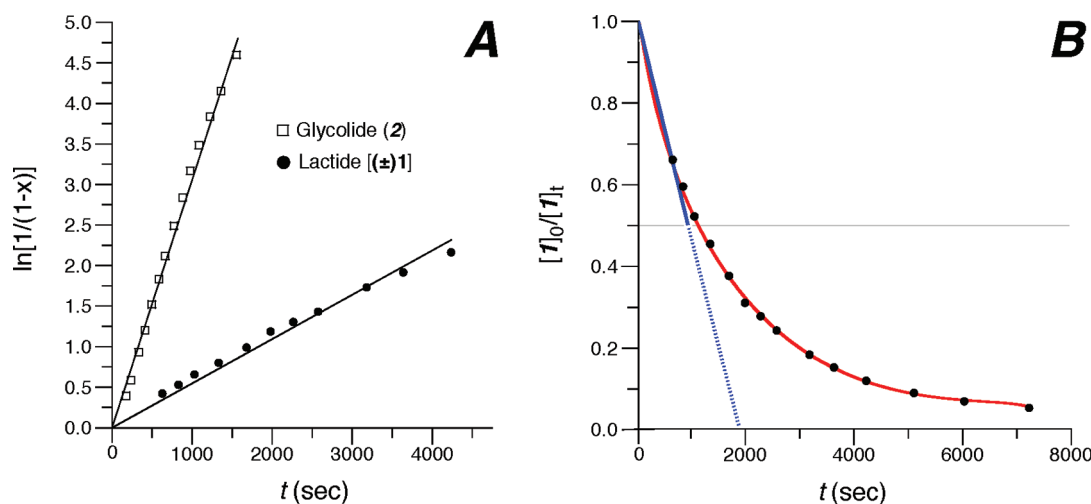 A
5.0
4.5
4.0
3.5
3.0
2.5
2.0
1.5
1.0
0.5
0.0
ln[1/(1-x)]
Glycolide (2)
Lactide [(±)1]
0 1000 2000 3000 4000
t (sec)
B
1.0
0.8
0.6
0.4
0.2
0.0
[1]₀/[1]ₜ
0 2000 4000 6000 8000
t (sec)